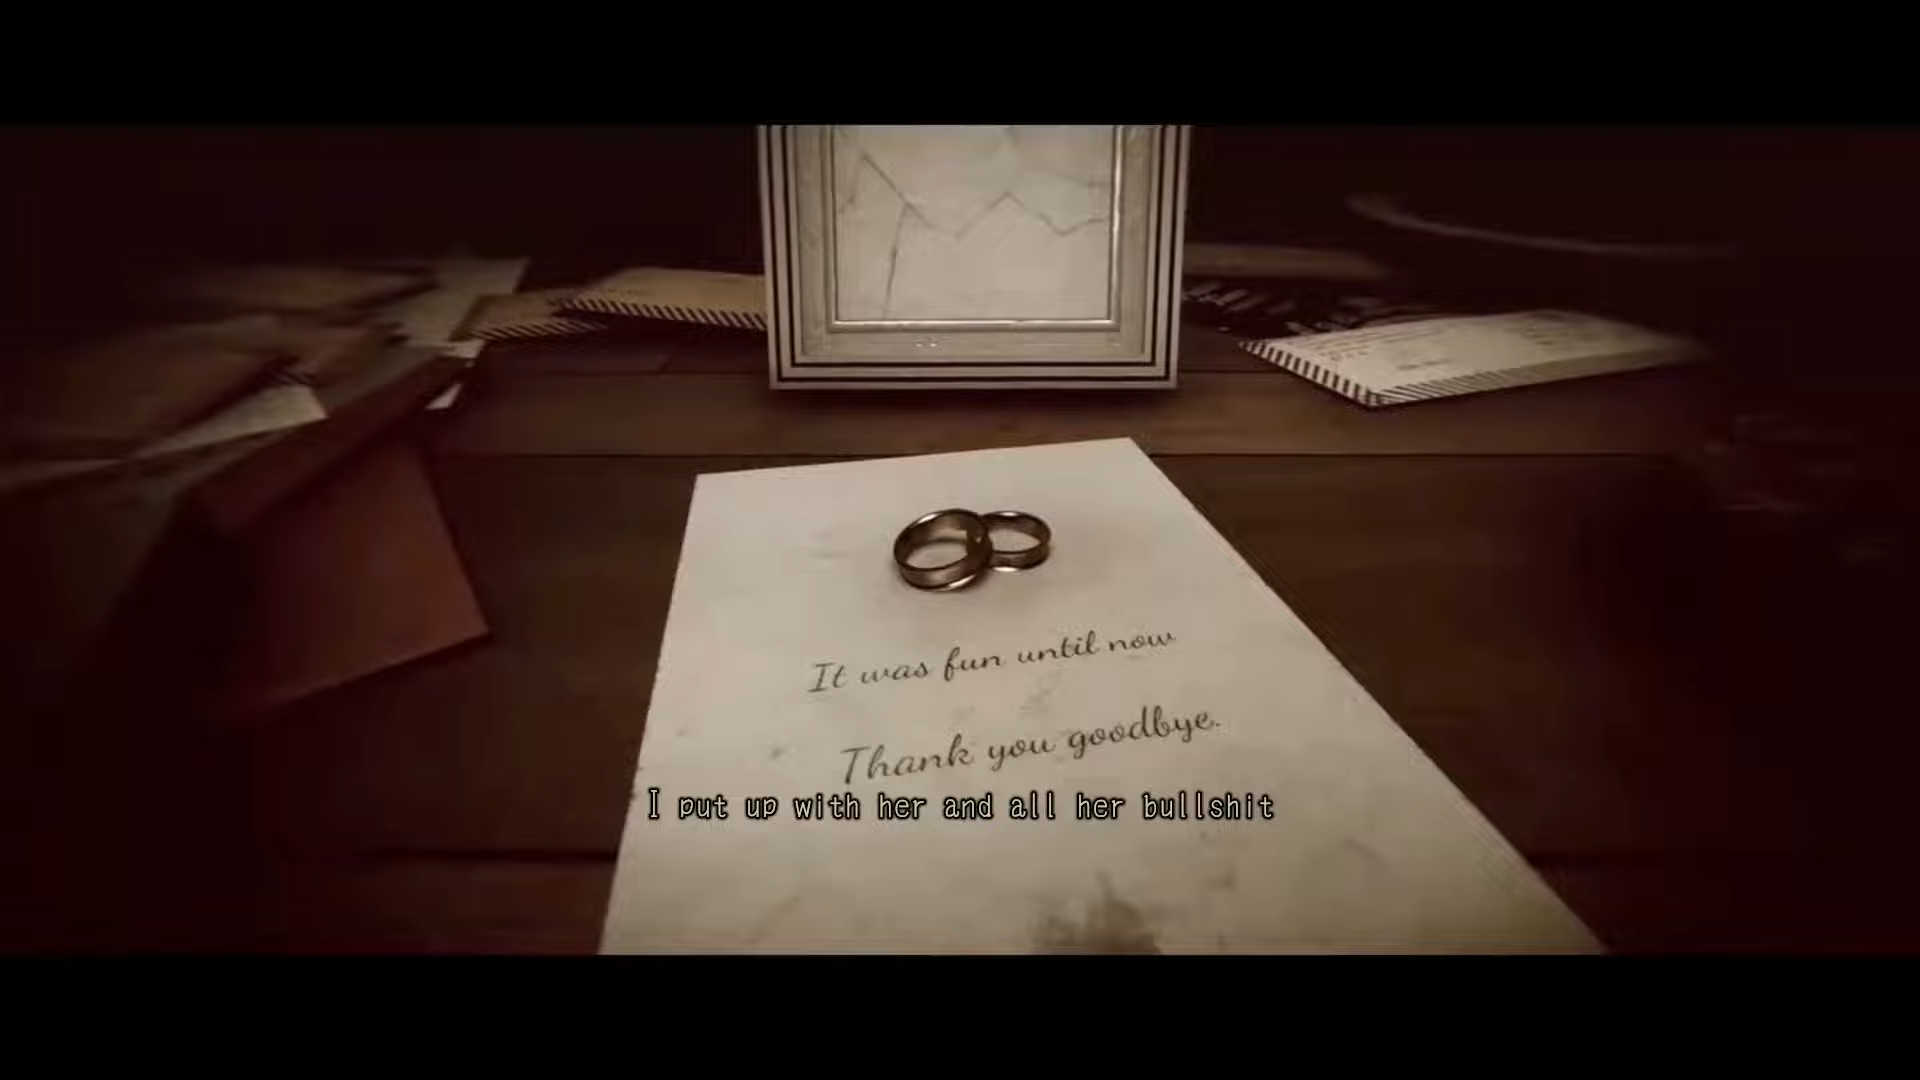 It was fun until now
Thank you goodbye.
I put up with her and all her bullshit